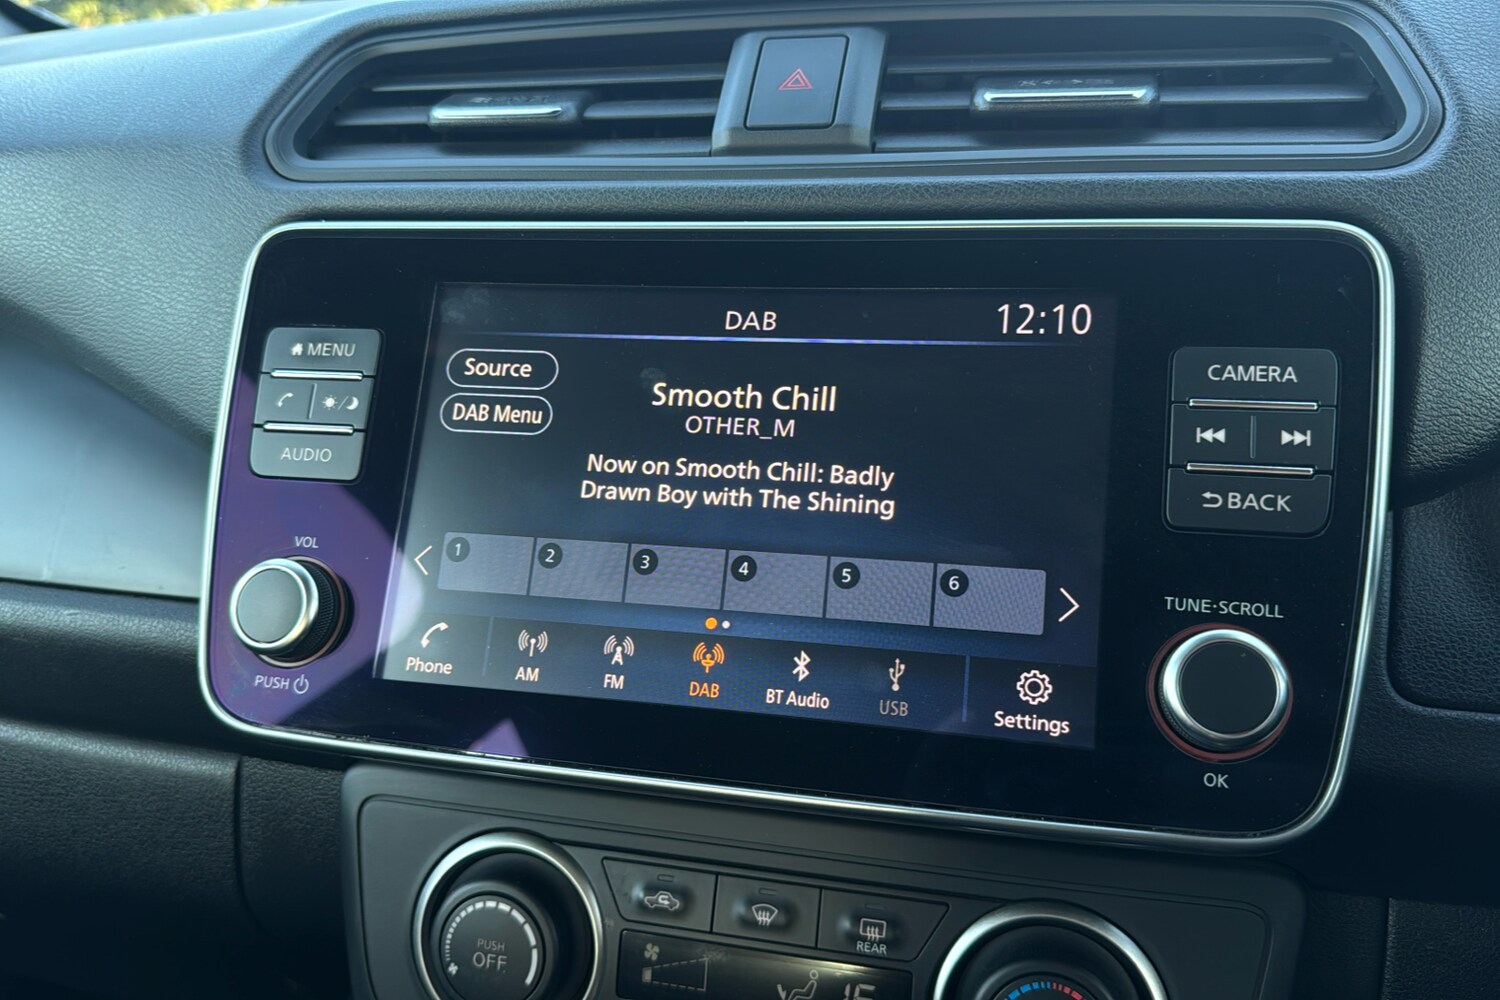 MENU
AUDIO
VOL
PUSH
DAB
12:10
Source
DAB Menu
Smooth Chill
OTHER_M
Now on Smooth Chill: Badly
Drawn Boy with The Shining
1 2 3 4 5 6
Phone
AM
FM
DAB
BT Audio
USB
Settings
CAMERA
BACK
TUNE·SCROLL
OK
PUSH
OFF
REAR